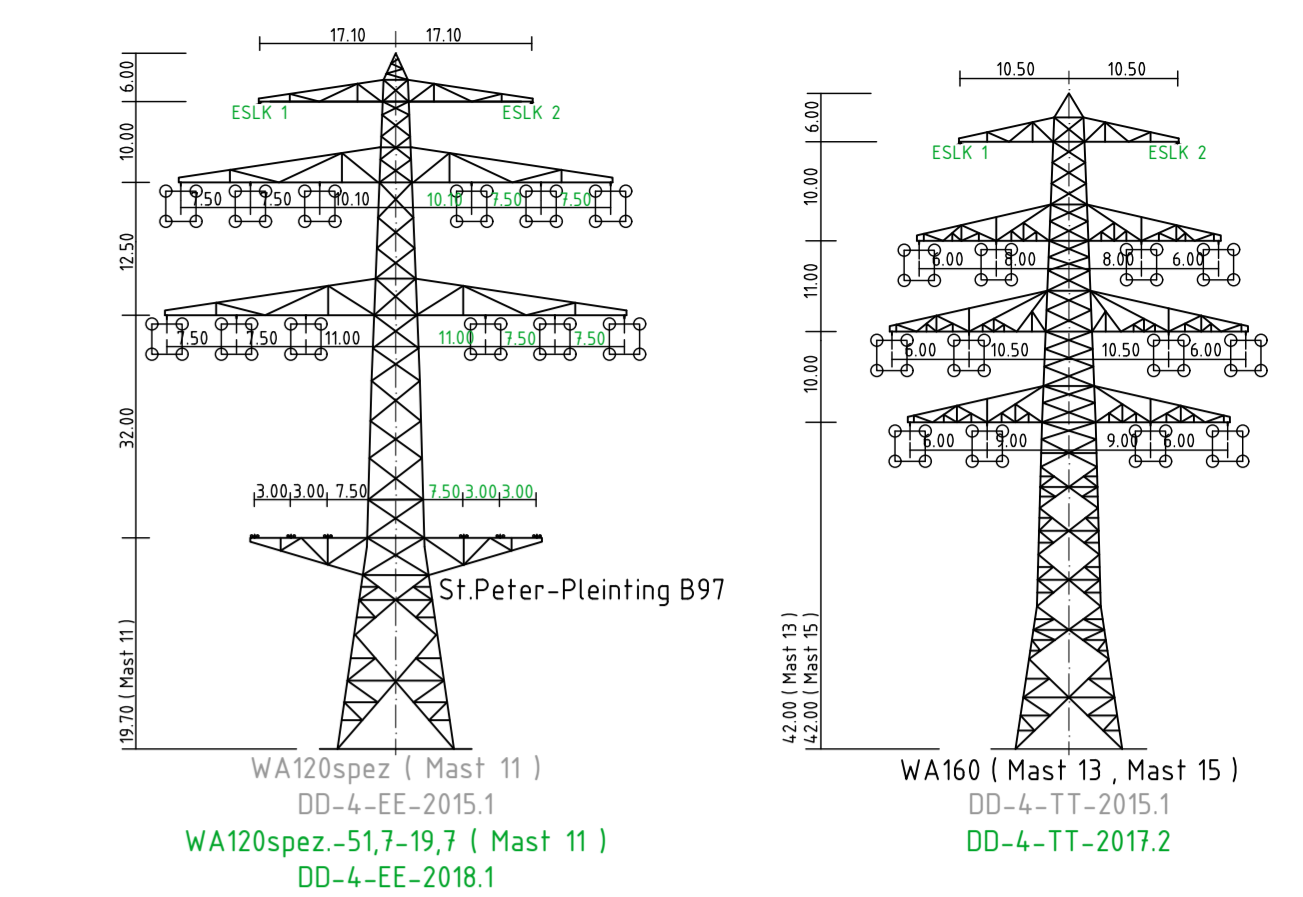 17.10 17.10
6.00
ESLK 1 ESLK 2
10.00
7.50 7.50 10.10 10.10 7.50 7.50
12.50
7.50 7.50 11.00 11.00 7.50 7.50
32.00
3.00 3.00 7.50 7.50 3.00 3.00
St.Peter-Pleinting B97
19.70 ( Mast 11 )
WA120spez ( Mast 11 )
DD-4-EE-2015.1
WA120spez.-51,7-19,7 ( Mast 11 )
DD-4-EE-2018.1
10.50 10.50
6.00
ESLK 1 ESLK 2
10.00
6.00 8.00 8.00 6.00
11.00
6.00 10.50 10.50 6.00
10.00
6.00 9.00 9.00 6.00
42.00 ( Mast 13 )
42.00 ( Mast 15 )
WA160 ( Mast 13 , Mast 15 )
DD-4-TT-2015.1
DD-4-TT-2017.2